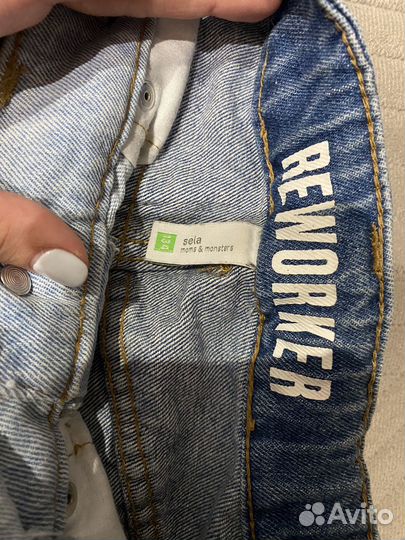 134
sela
moms & monsters
REWORKER
Avito